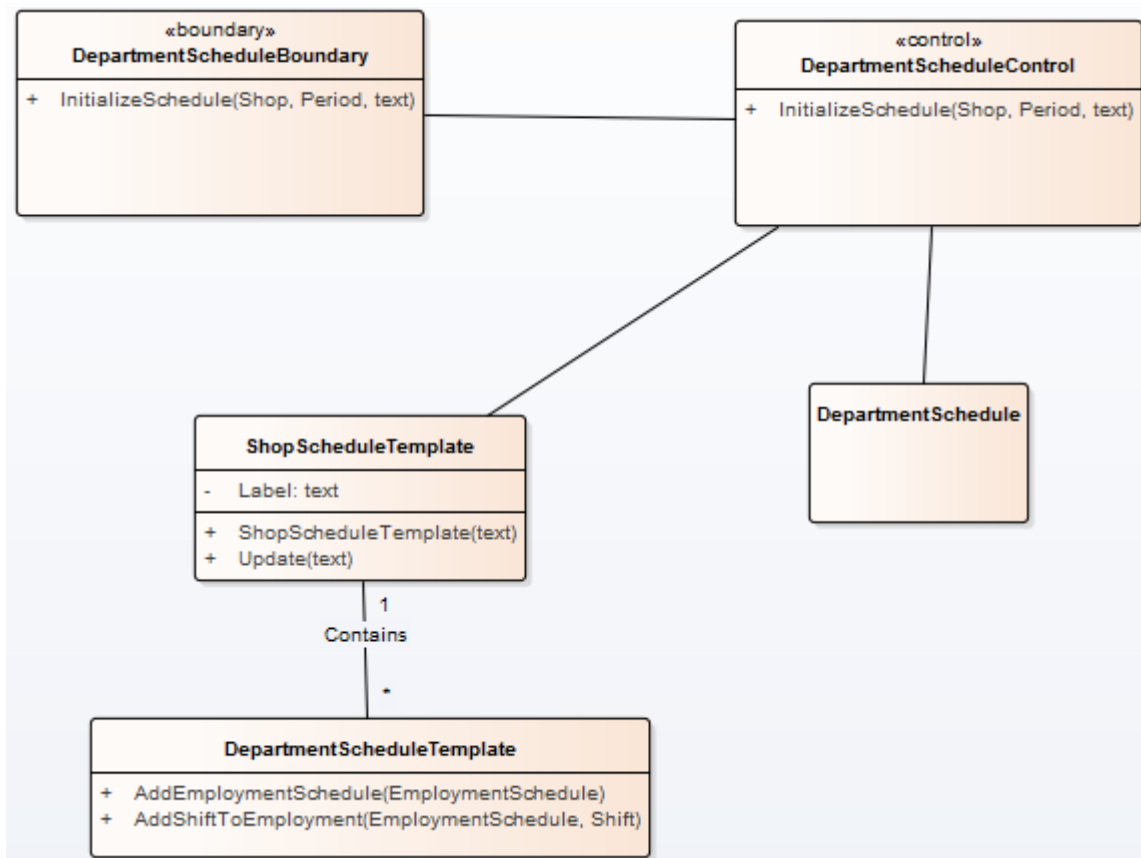 «boundary»
DepartmentScheduleBoundary
+ InitializeSchedule(Shop, Period, text)
«control»
DepartmentScheduleControl
+ InitializeSchedule(Shop, Period, text)
DepartmentSchedule
ShopScheduleTemplate
- Label: text
+ ShopScheduleTemplate(text)
+ Update(text)
1
Contains
*
DepartmentScheduleTemplate
+ AddEmploymentSchedule(EmploymentSchedule)
+ AddShiftToEmployment(EmploymentSchedule, Shift)